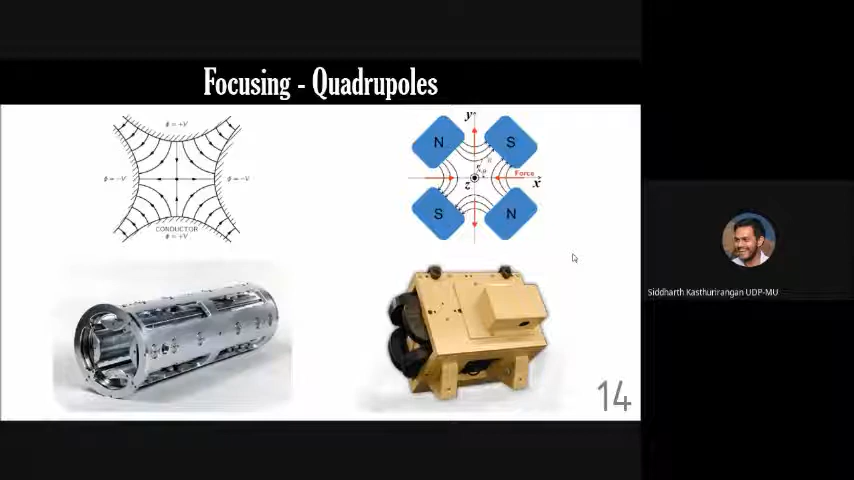 Focusing - Quadrupoles
ϕ = +V
ϕ = -V
ϕ = -V
CONDUCTOR
ϕ = +V
y
N
S
Force
x
z
S
N
14
Siddharth Kasthurirangan UDP-MU